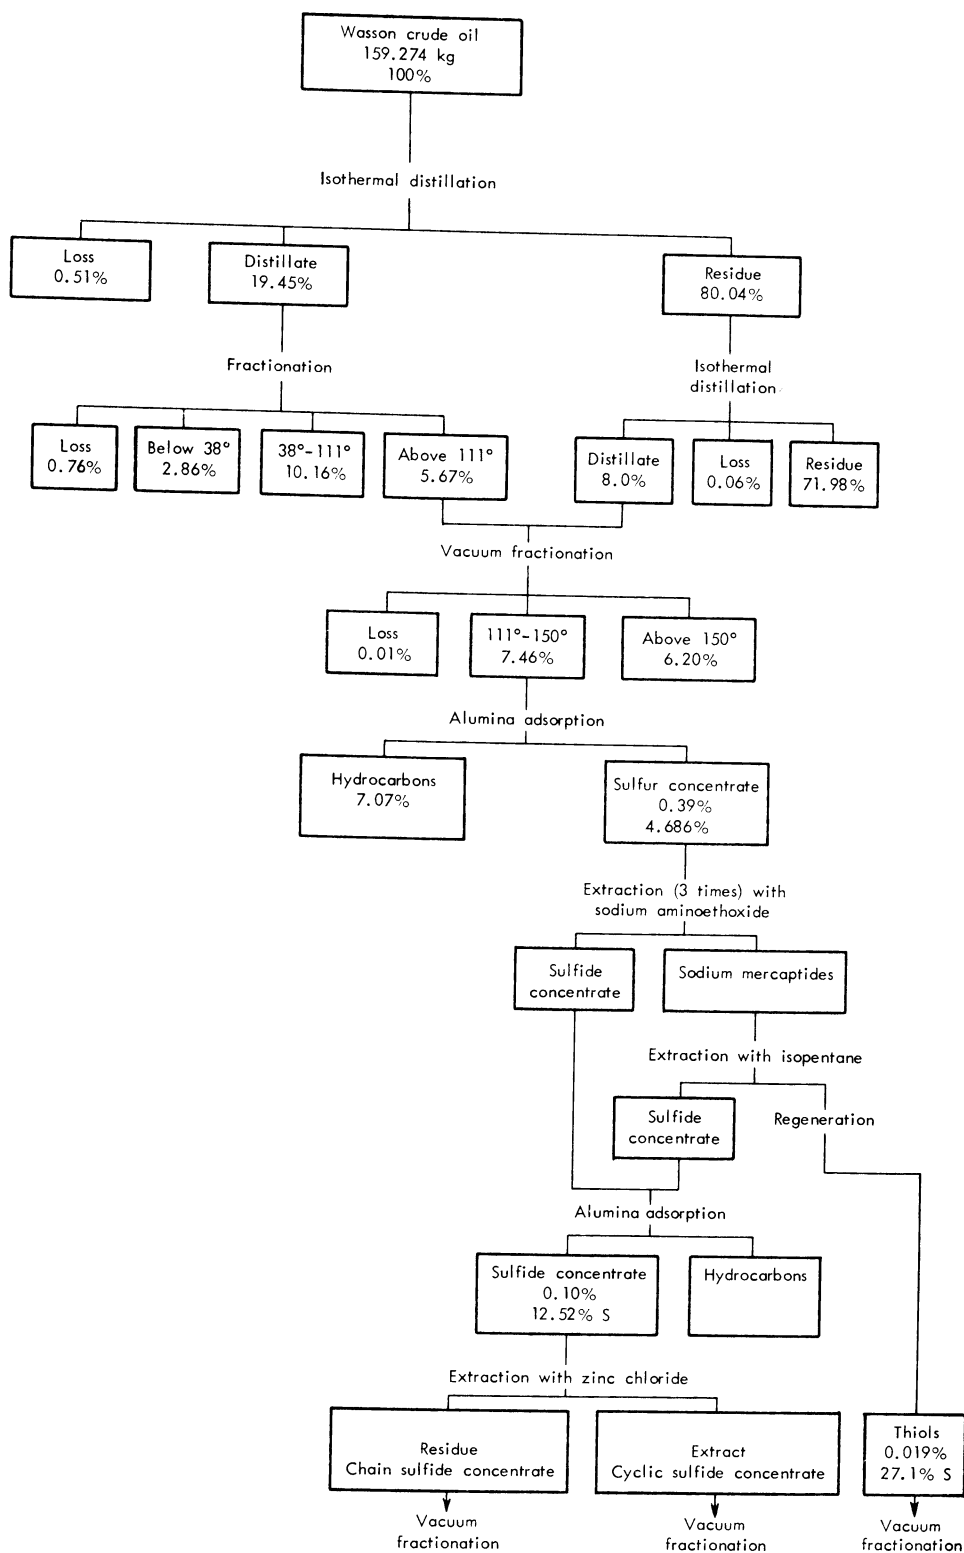 Wasson crude oil
159.274 kg
100%
Isothermal distillation
Loss
0.51%
Distillate
19.45%
Residue
80.04%
Fractionation
Isothermal
distillation
Loss
0.76%
Below 38°
2.86%
38°-111°
10.16%
Above 111°
5.67%
Distillate
8.0%
Loss
0.06%
Residue
71.98%
Vacuum fractionation
Loss
0.01%
111°-150°
7.46%
Above 150°
6.20%
Alumina adsorption
Hydrocarbons
7.07%
Sulfur concentrate
0.39%
4.686%
Extraction (3 times) with
sodium aminoethoxide
Sulfide
concentrate
Sodium mercaptides
Extraction with isopentane
Sulfide
concentrate
Regeneration
Alumina adsorption
Sulfide concentrate
0.10%
12.52% S
Hydrocarbons
Extraction with zinc chloride
Residue
Chain sulfide concentrate
Extract
Cyclic sulfide concentrate
Thiols
0.019%
27.1% S
Vacuum
fractionation
Vacuum
fractionation
Vacuum
fractionation